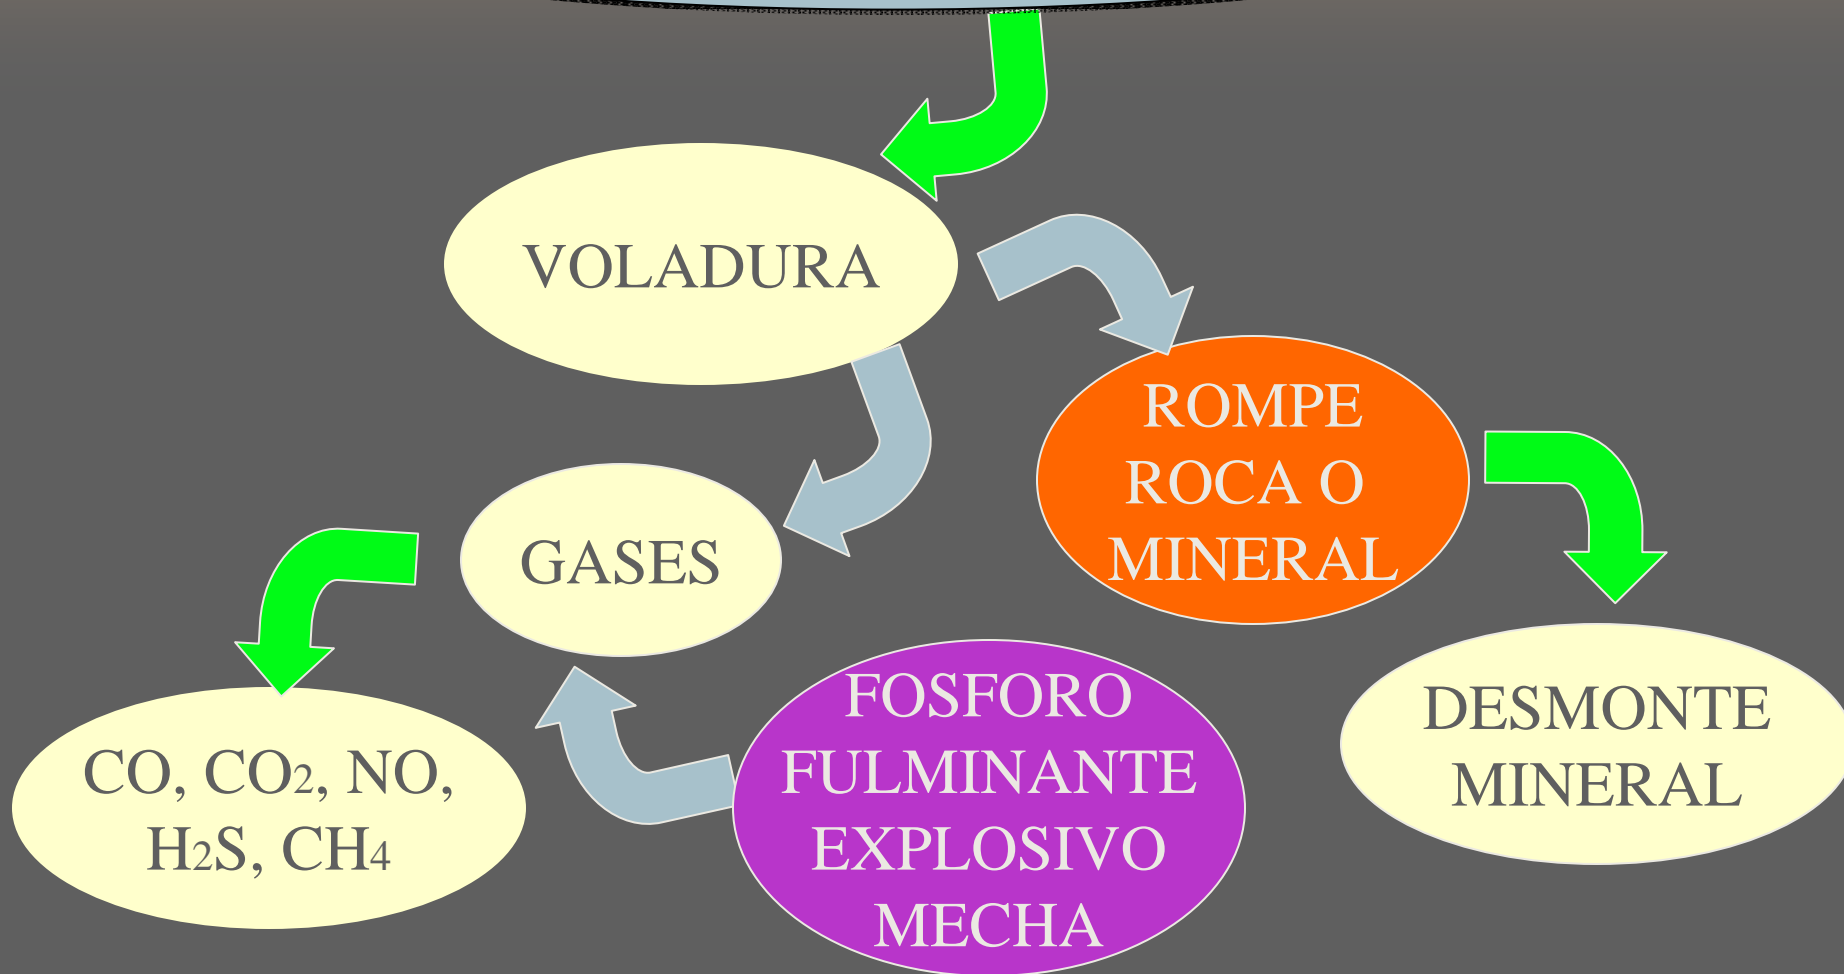 VOLADURA
ROMPE
ROCA O
MINERAL
GASES
FOSFORO
FULMINANTE
EXPLOSIVO
MECHA
DESMONTE
MINERAL
CO, CO2, NO,
H2S, CH4